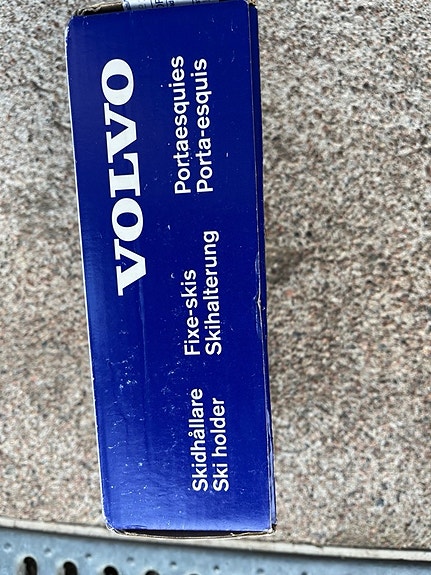 VOLVO
Skidhållare
Ski holder
Fixe-skis
Skihalterung
Portaesquies
Porta-esquis